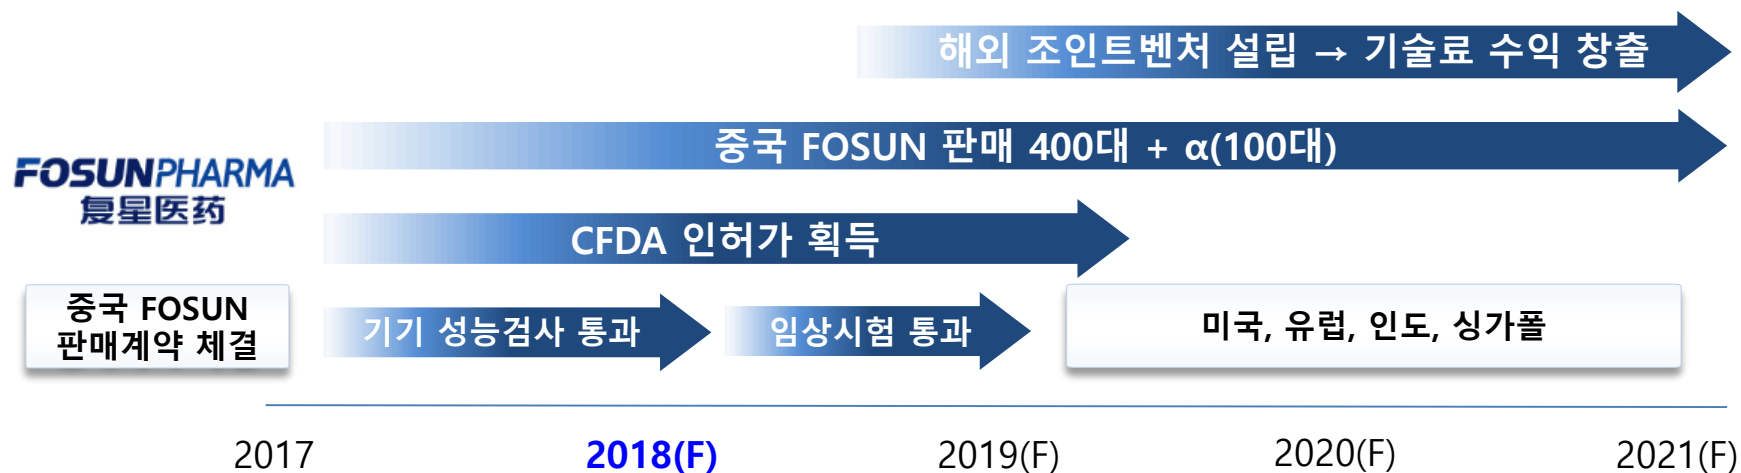 해외 조인트벤처 설립 → 기술료 수익 창출
중국 FOSUN 판매 400대 + α(100대)
FOSUNPHARMA
复星医药
CFDA 인허가 획득
중국 FOSUN
판매계약 체결
기기 성능검사 통과
임상시험 통과
미국, 유럽, 인도, 싱가폴
2017
2018(F)
2019(F)
2020(F)
2021(F)